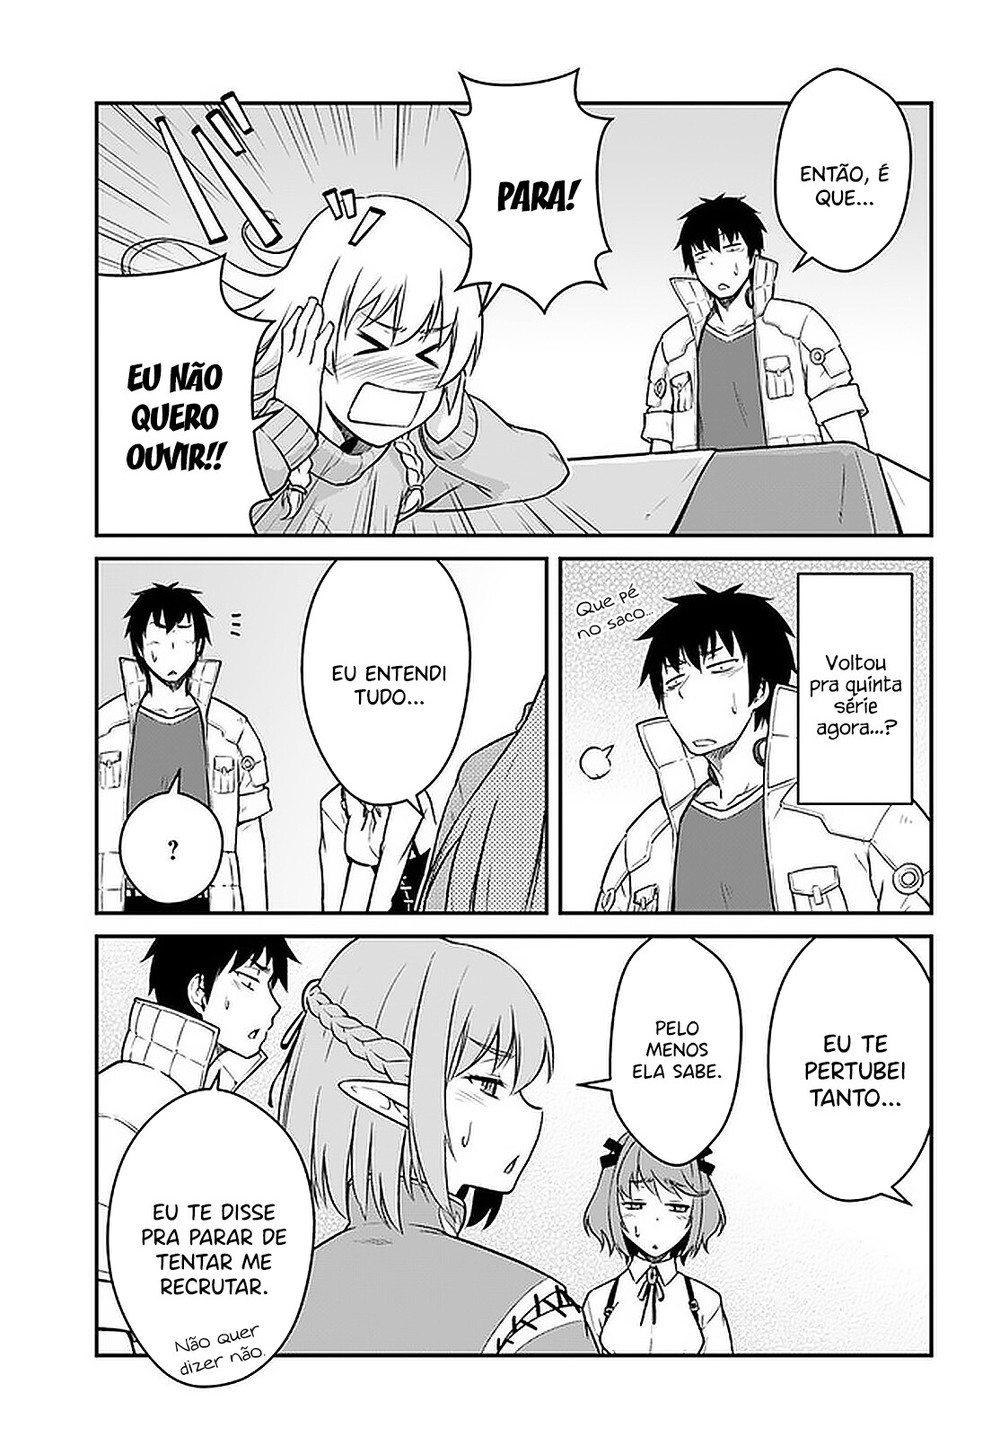 ENTÃO, É
QUE...
PARA!
EU NÃO
QUERO
OUVIR!!
Voltou
pra quinta
série
agora...?
Que pé
no saco...
EU ENTENDI
TUDO...
?
EU TE
PERTUBEI
TANTO...
PELO
MENOS
ELA SABE.
EU TE DISSE
PRA PARAR DE
TENTAR ME
RECRUTAR.
Não quer
dizer não.